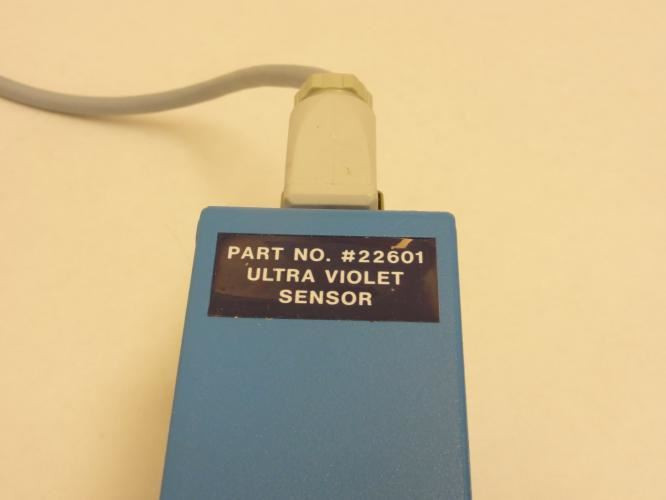 PART NO. #22601
ULTRA VIOLET
SENSOR